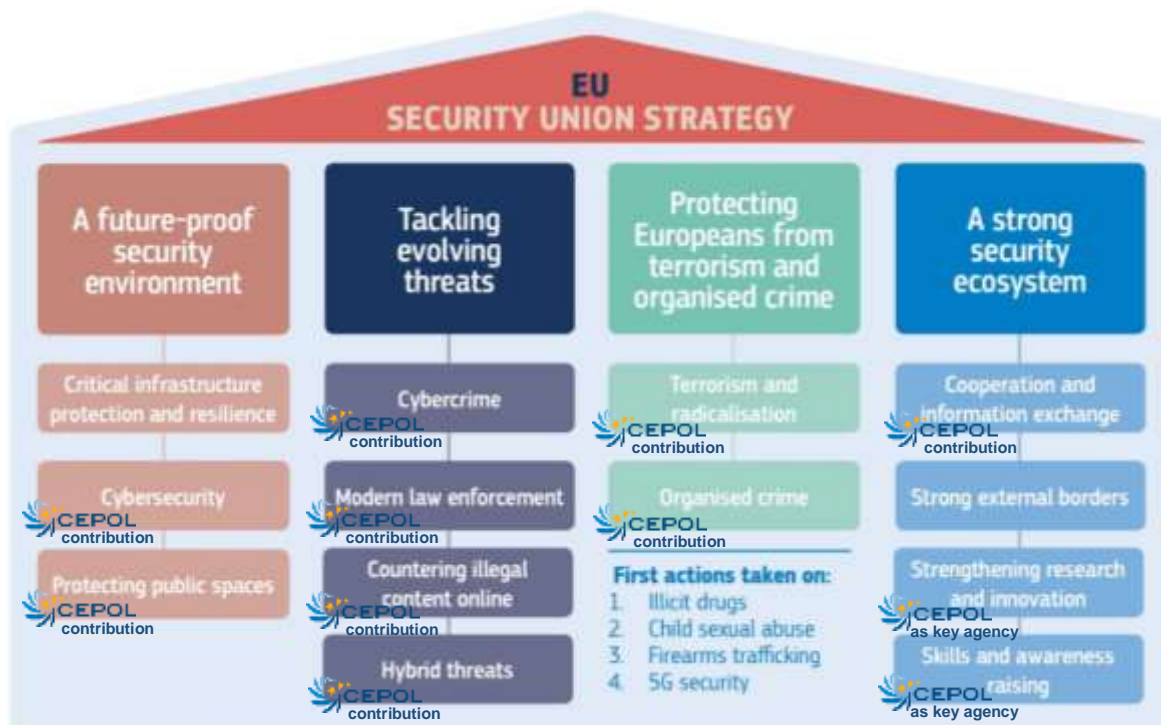 EU
SECURITY UNION STRATEGY
A future-proof
security
environment
Critical infrastructure
protection and resilience
Cybersecurity
CEPOL
contribution
Protecting public spaces
CEPOL
contribution
Tackling
evolving
threats
Cybercrime
CEPOL
contribution
Modern law enforcement
CEPOL
contribution
Countering illegal
content online
CEPOL
contribution
Hybrid threats
CEPOL
contribution
Protecting
Europeans from
terrorism and
organised crime
Terrorism and
radicalisation
CEPOL
contribution
Organised crime
CEPOL
contribution
First actions taken on:
1. Illicit drugs
2. Child sexual abuse
3. Firearms trafficking
4. 5G security
A strong
security
ecosystem
Cooperation and
information exchange
CEPOL
contribution
Strong external borders
Strengthening research
and innovation
CEPOL
as key agency
Skills and awareness
raising
CEPOL
as key agency